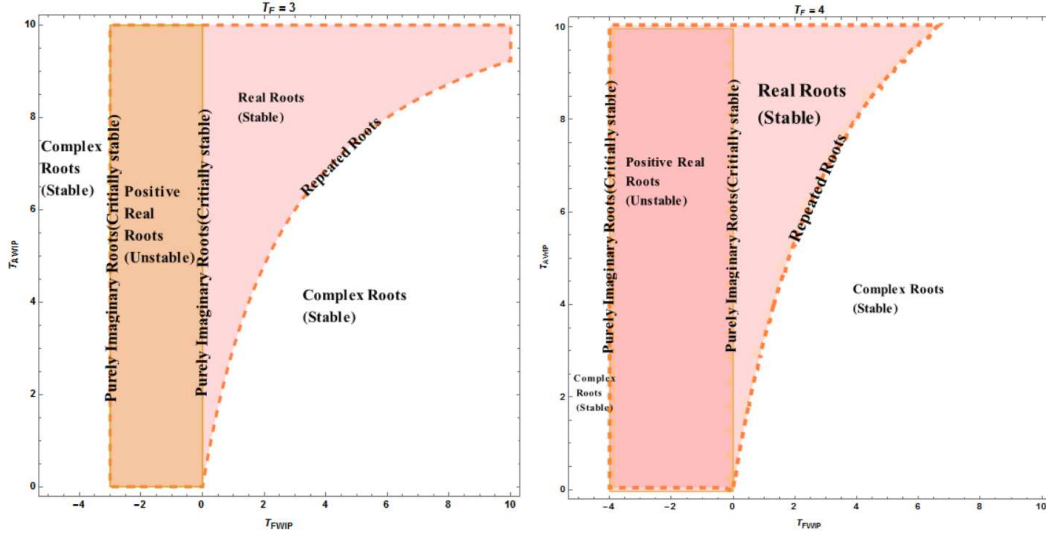 T_F = 3
10
8
6
4
2
0
T_AWIP
Complex
Roots
(Stable)
Purely Imaginary Roots(Critially stable)
Positive
Real
Roots
(Unstable)
Purely Imaginary Roots(Critially stable)
Real Roots
(Stable)
Repeated Roots
Complex Roots
(Stable)
-4 -2 0 2 4 6 8 10
T_FWIP
T_F = 4
10
8
6
4
2
0
T_AWIP
Complex
Roots
(Stable)
Purely Imaginary Roots(Critially stable)
Positive Real
Roots
(Unstable)
Purely Imaginary Roots(Critially stable)
Real Roots
(Stable)
Repeated Roots
Complex Roots
(Stable)
-4 -2 0 2 4 6 8 10
T_FWIP